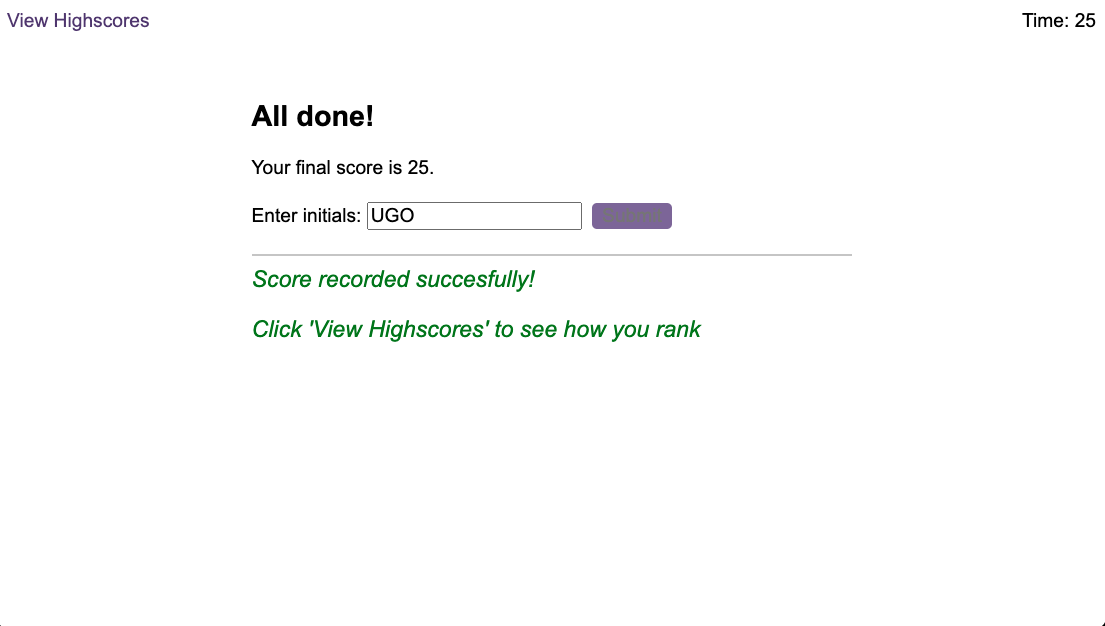 View Highscores
Time: 25
All done!
Your final score is 25.
Enter initials: UGO Submit
Score recorded succesfully!
Click 'View Highscores' to see how you rank